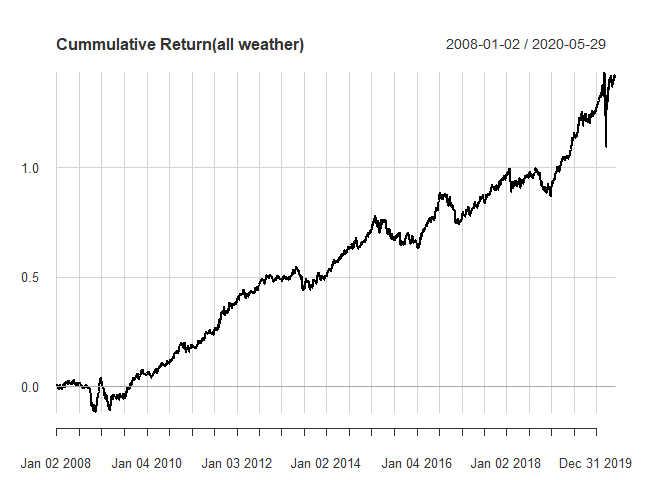 Cummulative Return(all weather) 2008-01-02 / 2020-05-29
1.0
0.5
0.0
Jan 02 2008 Jan 04 2010 Jan 03 2012 Jan 02 2014 Jan 04 2016 Jan 02 2018 Dec 31 2019